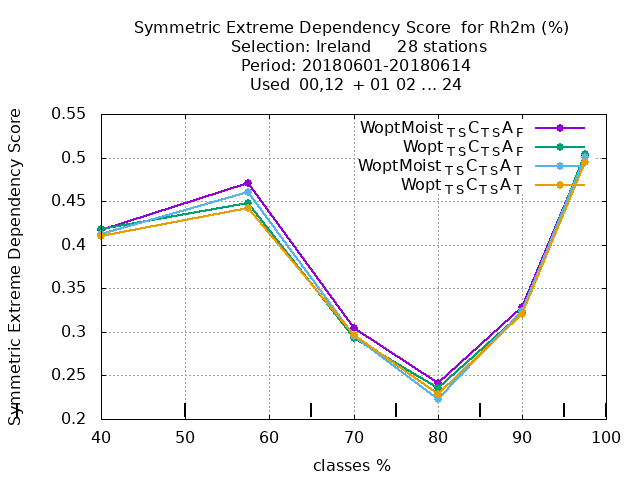 Symmetric Extreme Dependency Score for Rh2m (%)
Selection: Ireland 28 stations
Period: 20180601-20180614
Used 00,12 + 01 02 ... 24
Symmetric Extreme Dependency Score
0.55
0.5
0.45
0.4
0.35
0.3
0.25
0.2
WoptMoist TS C TS A F
Wopt TS C TS A F
WoptMoist TS C TS A T
Wopt TS C TS A T
40 50 60 70 80 90 100
classes %